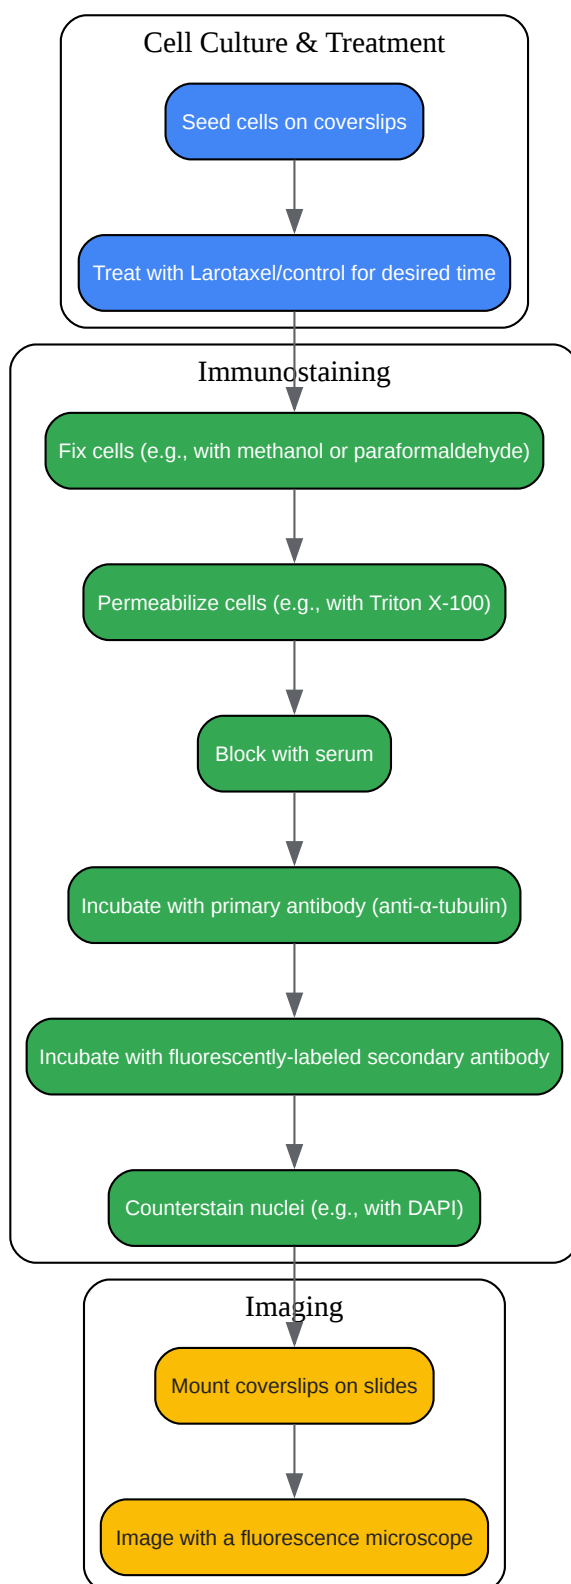 Cell Culture & Treatment
Seed cells on coverslips
Treat with Larotaxel/control for desired time
Immunostaining
Fix cells (e.g., with methanol or paraformaldehyde)
Permeabilize cells (e.g., with Triton X-100)
Block with serum
Incubate with primary antibody (anti-α-tubulin)
Incubate with fluorescently-labeled secondary antibody
Counterstain nuclei (e.g., with DAPI)
Imaging
Mount coverslips on slides
Image with a fluorescence microscope